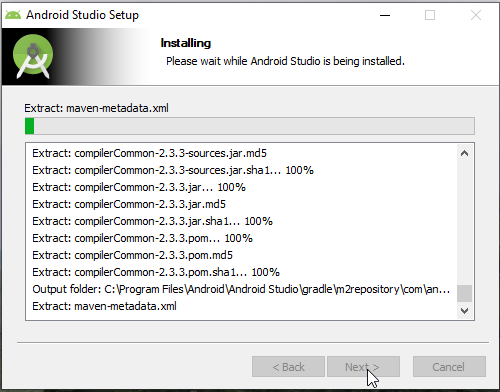 Android Studio Setup
Installing
Please wait while Android Studio is being installed.
Extract: maven-metadata.xml
Extract: compilerCommon-2.3.3-sources.jar.md5
Extract: compilerCommon-2.3.3-sources.jar.sha1... 100%
Extract: compilerCommon-2.3.3.jar... 100%
Extract: compilerCommon-2.3.3.jar.md5
Extract: compilerCommon-2.3.3.jar.sha1... 100%
Extract: compilerCommon-2.3.3.pom... 100%
Extract: compilerCommon-2.3.3.pom.md5
Extract: compilerCommon-2.3.3.pom.sha1... 100%
Output folder: C:\Program Files\Android\Android Studio\gradle\m2repository\com\an...
Extract: maven-metadata.xml
< Back Next > Cancel